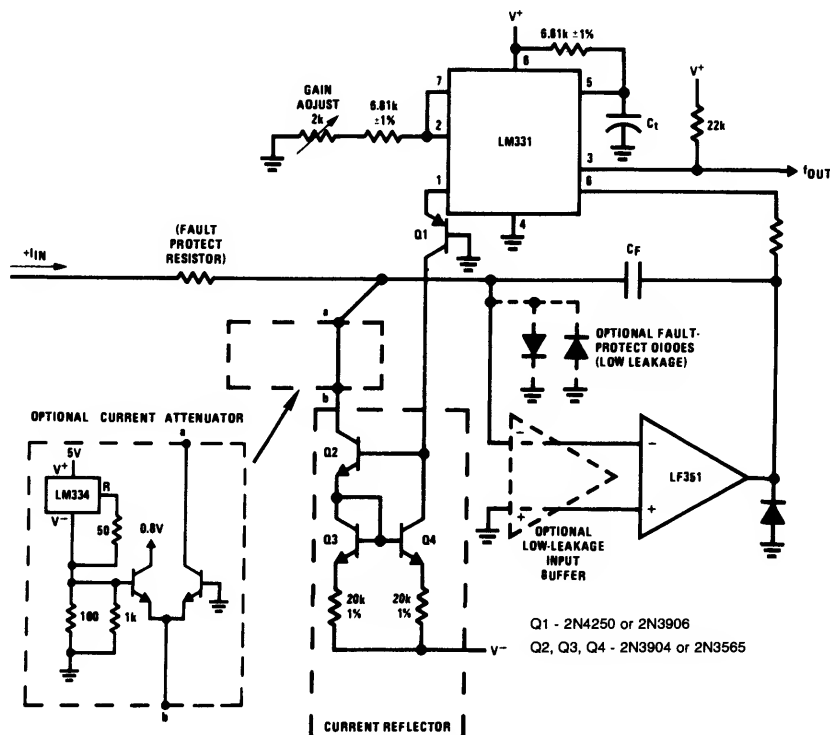 V+
6.81k ±1%
6
V+
GAIN
ADJUST
2k
6.81k
±1%
7
2
1
LM331
5
3
6
4
Ct
22k
fOUT
Q1
+IIN
(FAULT
PROTECT
RESISTOR)
CF
a
b
OPTIONAL FAULT-
PROTECT DIODES
(LOW LEAKAGE)
OPTIONAL CURRENT ATTENUATOR
a
5V
V+
LM334
R
V−
50
0.8V
100
1k
b
Q2
Q3
Q4
20k
1%
20k
1%
V−
CURRENT REFLECTOR
−
+
OPTIONAL
LOW-LEAKAGE
INPUT
BUFFER
−
+
LF351
Q1 - 2N4250 or 2N3906
Q2, Q3, Q4 - 2N3904 or 2N3565